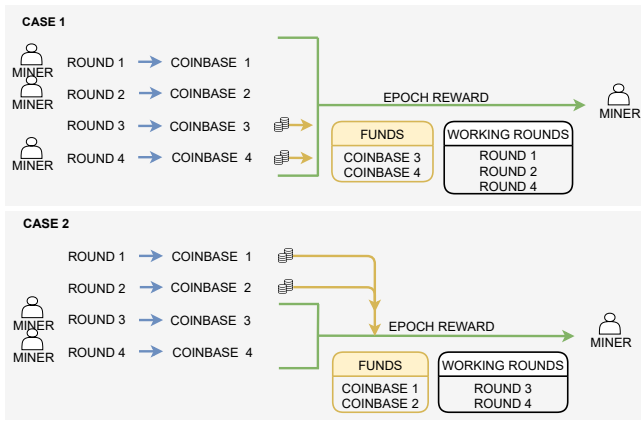 CASE 1
MINER ROUND 1 COINBASE 1
MINER ROUND 2 COINBASE 2
ROUND 3 COINBASE 3
MINER ROUND 4 COINBASE 4
EPOCH REWARD
MINER
FUNDS
COINBASE 3
COINBASE 4
WORKING ROUNDS
ROUND 1
ROUND 2
ROUND 4
CASE 2
ROUND 1 COINBASE 1
ROUND 2 COINBASE 2
MINER ROUND 3 COINBASE 3
MINER ROUND 4 COINBASE 4
EPOCH REWARD
MINER
FUNDS
COINBASE 1
COINBASE 2
WORKING ROUNDS
ROUND 3
ROUND 4